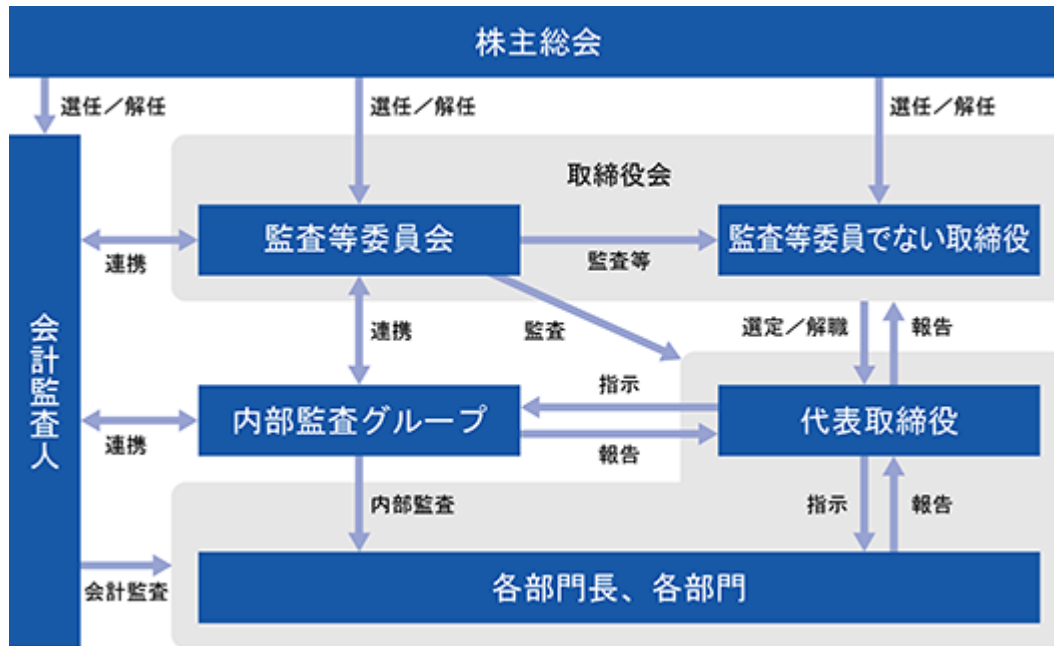 株主総会
選任／解任
選任／解任
選任／解任
取締役会
監査等委員会
監査等委員でない取締役
連携
監査等
会計監査人
連携
監査
選定／解職
報告
指示
内部監査グループ
代表取締役
連携
報告
内部監査
指示
報告
会計監査
各部門長、各部門